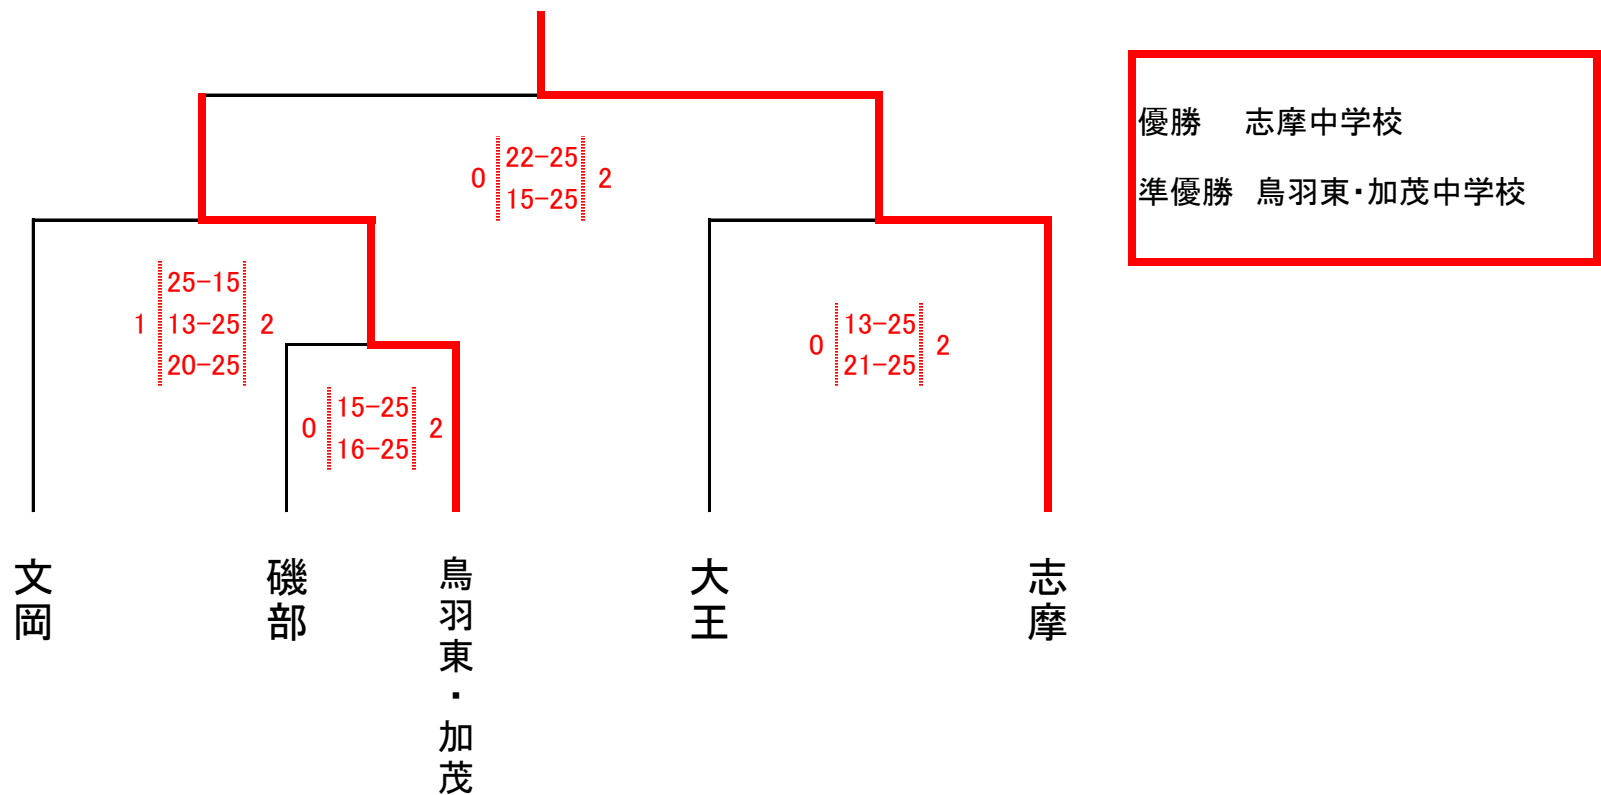 優勝　志摩中学校
準優勝　鳥羽東・加茂中学校
0 22-25 2
15-25
25-15
1 13-25 2
20-25
0 13-25 2
21-25
0 15-25 2
16-25
文岡
磯部
鳥羽東・加茂
大王
志摩